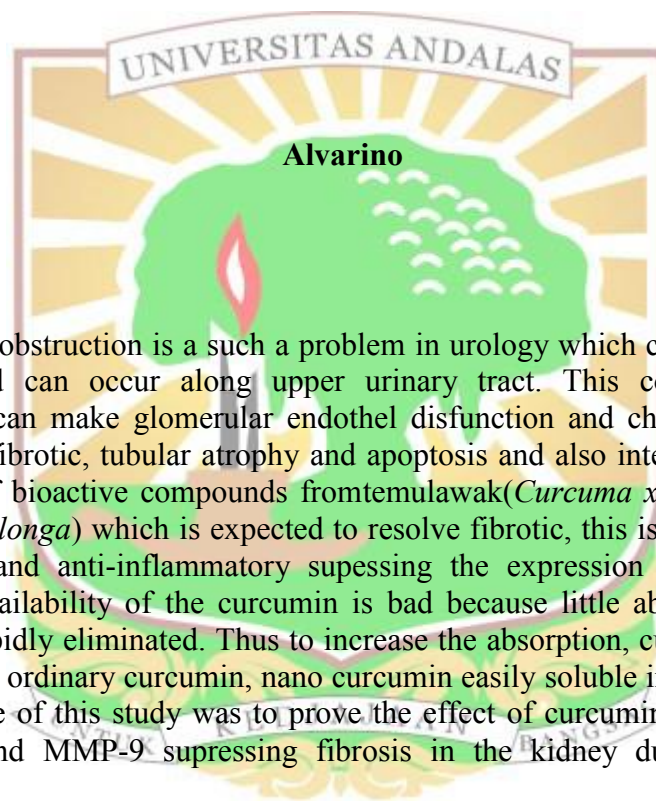 UNIVERSITAS ANDALAS
Alvarino
obstruction is a such a problem in urology which c
can occur along upper urinary tract. This co
can make glomerular endothel disfunction and ch
fibrotic, tubular atrophy and apoptosis and also inte
f bioactive compounds fromtemulawak(Curcuma x
longa) which is expected to resolve fibrotic, this is
and anti-inflammatory supessing the expression
ailability of the curcumin is bad because little ab
pidly eliminated. Thus to increase the absorption, cu
ordinary curcumin, nano curcumin easily soluble i
e of this study was to prove the effect of curcumin
UNTUK KEDJAJAAN BANGSA
nd MMP-9 supressing fibrosis in the kidney du